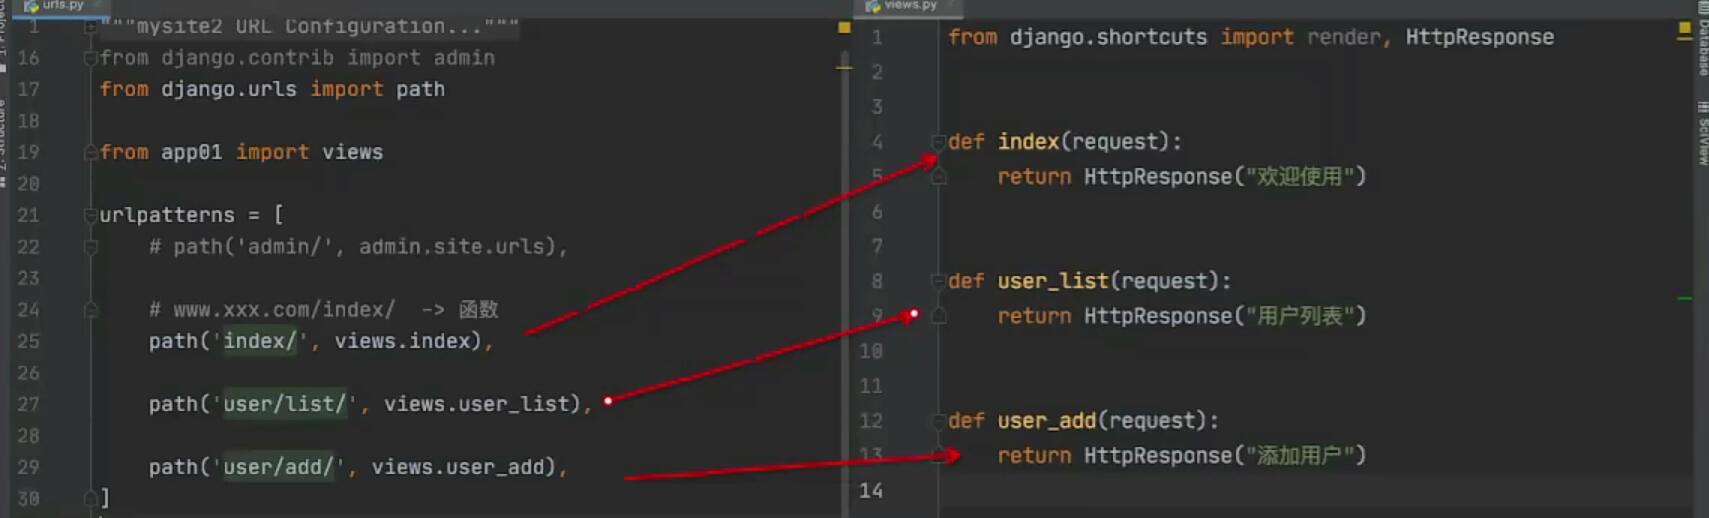 urls.py
1 """mysite2 URL Configuration..."""
16 from django.contrib import admin
17 from django.urls import path
18
19 from app01 import views
20
21 urlpatterns = [
22 # path('admin/', admin.site.urls),
23
24 # www.xxx.com/index/ -> 函数
25 path('index/', views.index),
26
27 path('user/list/', views.user_list),
28
29 path('user/add/', views.user_add),
30 ]
views.py
1 from django.shortcuts import render, HttpResponse
2
3
4 def index(request):
5 return HttpResponse("欢迎使用")
6
7
8 def user_list(request):
9 return HttpResponse("用户列表")
10
11
12 def user_add(request):
13 return HttpResponse("添加用户")
14
Database
SciView
Structure